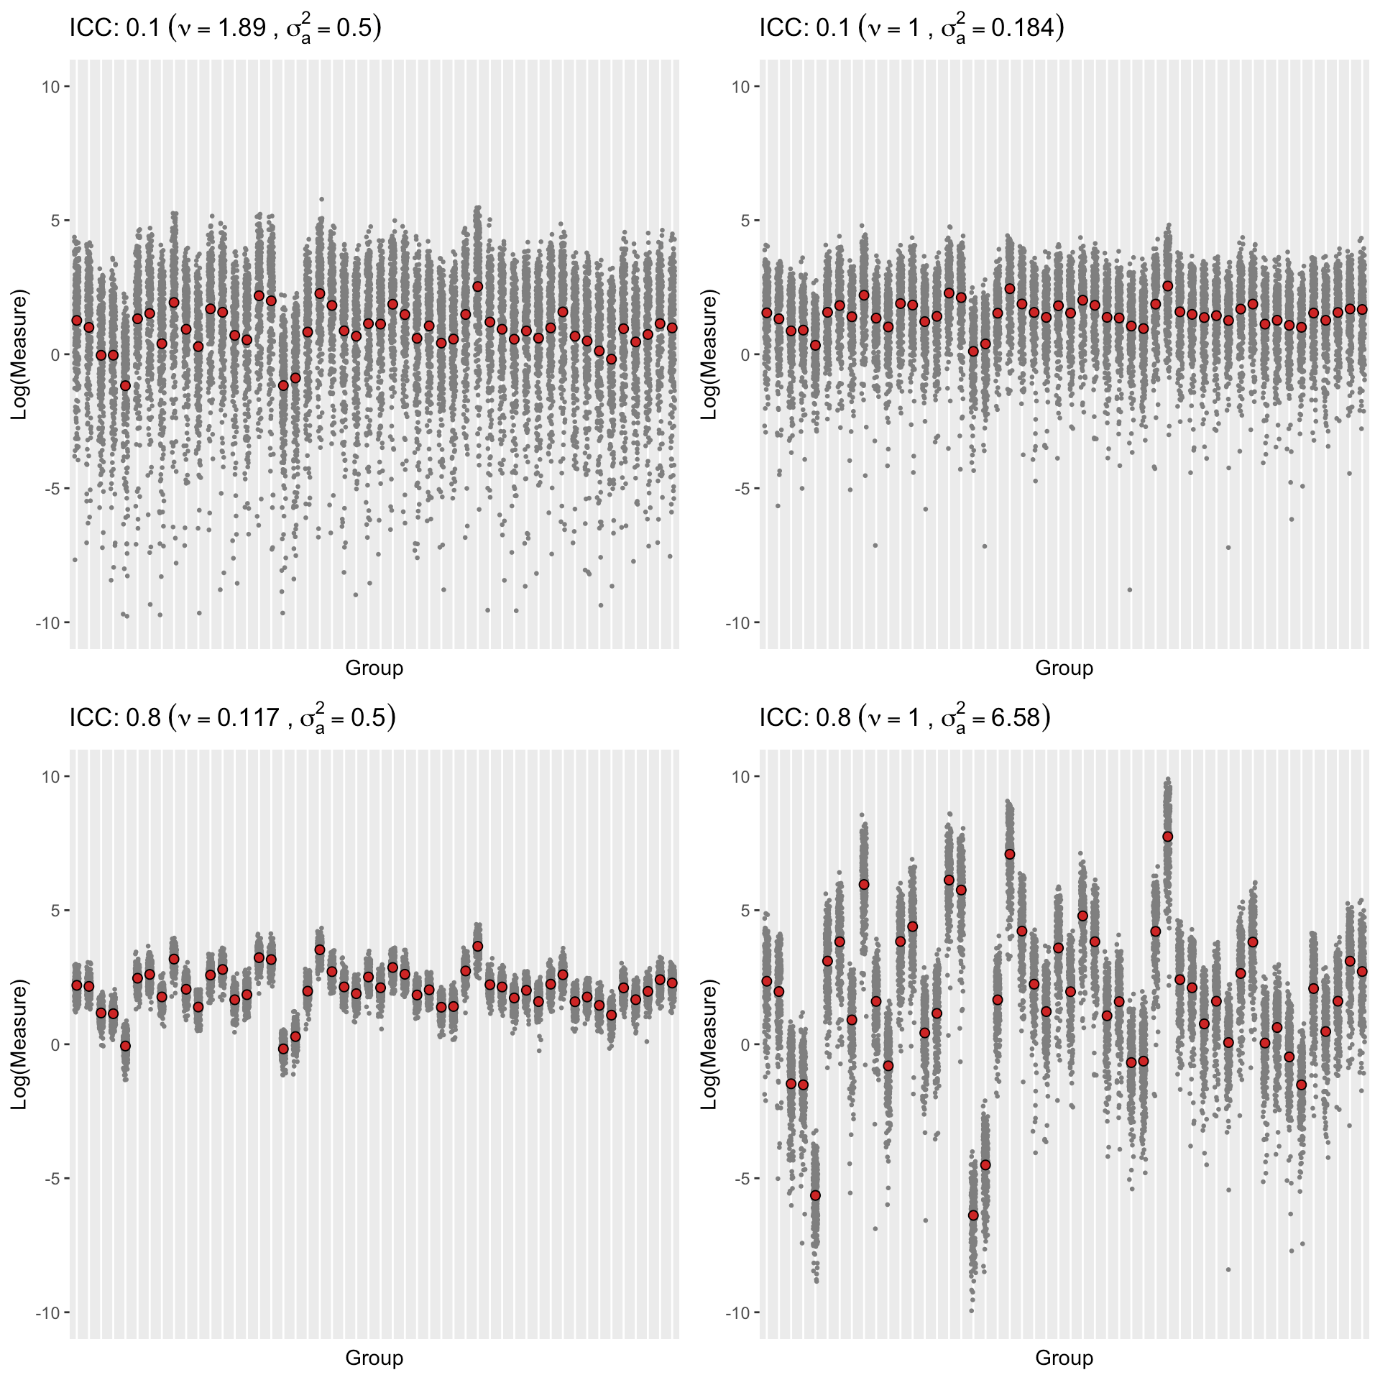 ICC: 0.1 (ν = 1.89 , σ²ₐ = 0.5)
10
5
0
-5
-10
Log(Measure)
Group
ICC: 0.1 (ν = 1 , σ²ₐ = 0.184)
10
5
0
-5
-10
Log(Measure)
Group
ICC: 0.8 (ν = 0.117 , σ²ₐ = 0.5)
10
5
0
-5
-10
Log(Measure)
Group
ICC: 0.8 (ν = 1 , σ²ₐ = 6.58)
10
5
0
-5
-10
Log(Measure)
Group